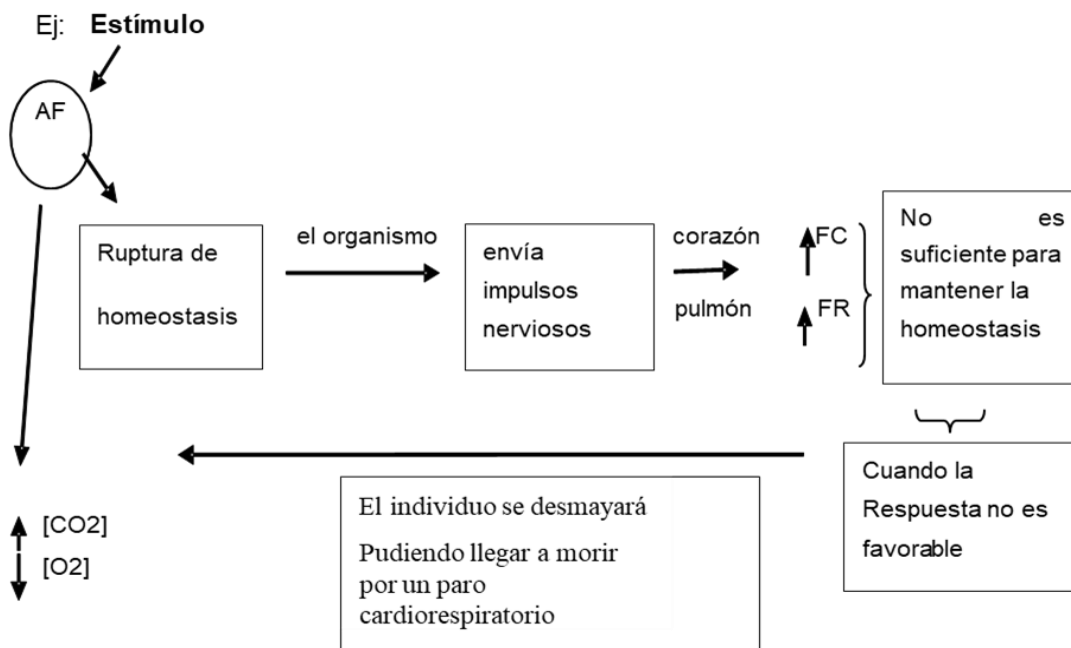 Ej: Estímulo
AF
Ruptura de
homeostasis
el organismo
envía
impulsos
nerviosos
corazón
pulmón
FC
FR
No es
suficiente para
mantener la
homeostasis
Cuando la
Respuesta no es
favorable
El individuo se desmayará
Pudiendo llegar a morir
por un paro
cardiorespiratorio
[CO2]
[O2]